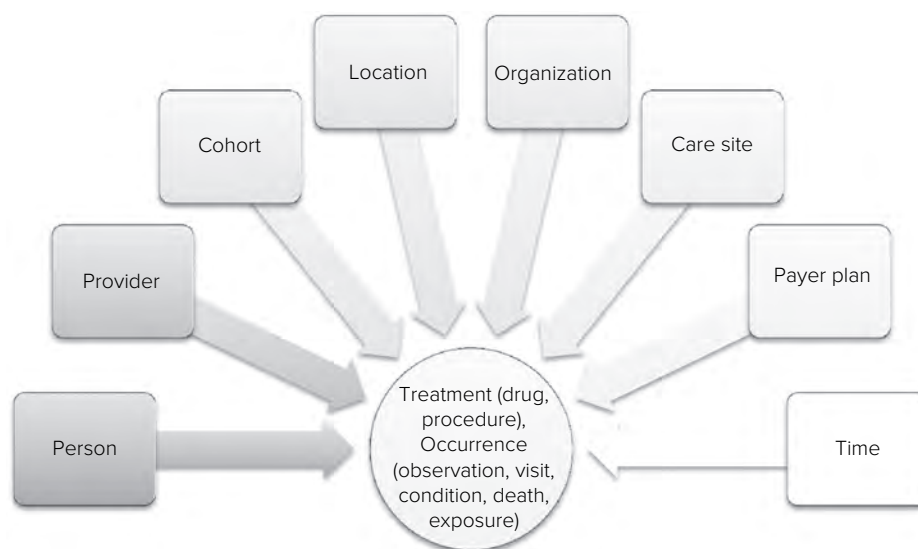 Location
Organization
Cohort
Care site
Provider
Payer plan
Person
Treatment (drug,
procedure),
Occurrence
(observation, visit,
condition, death,
exposure)
Time